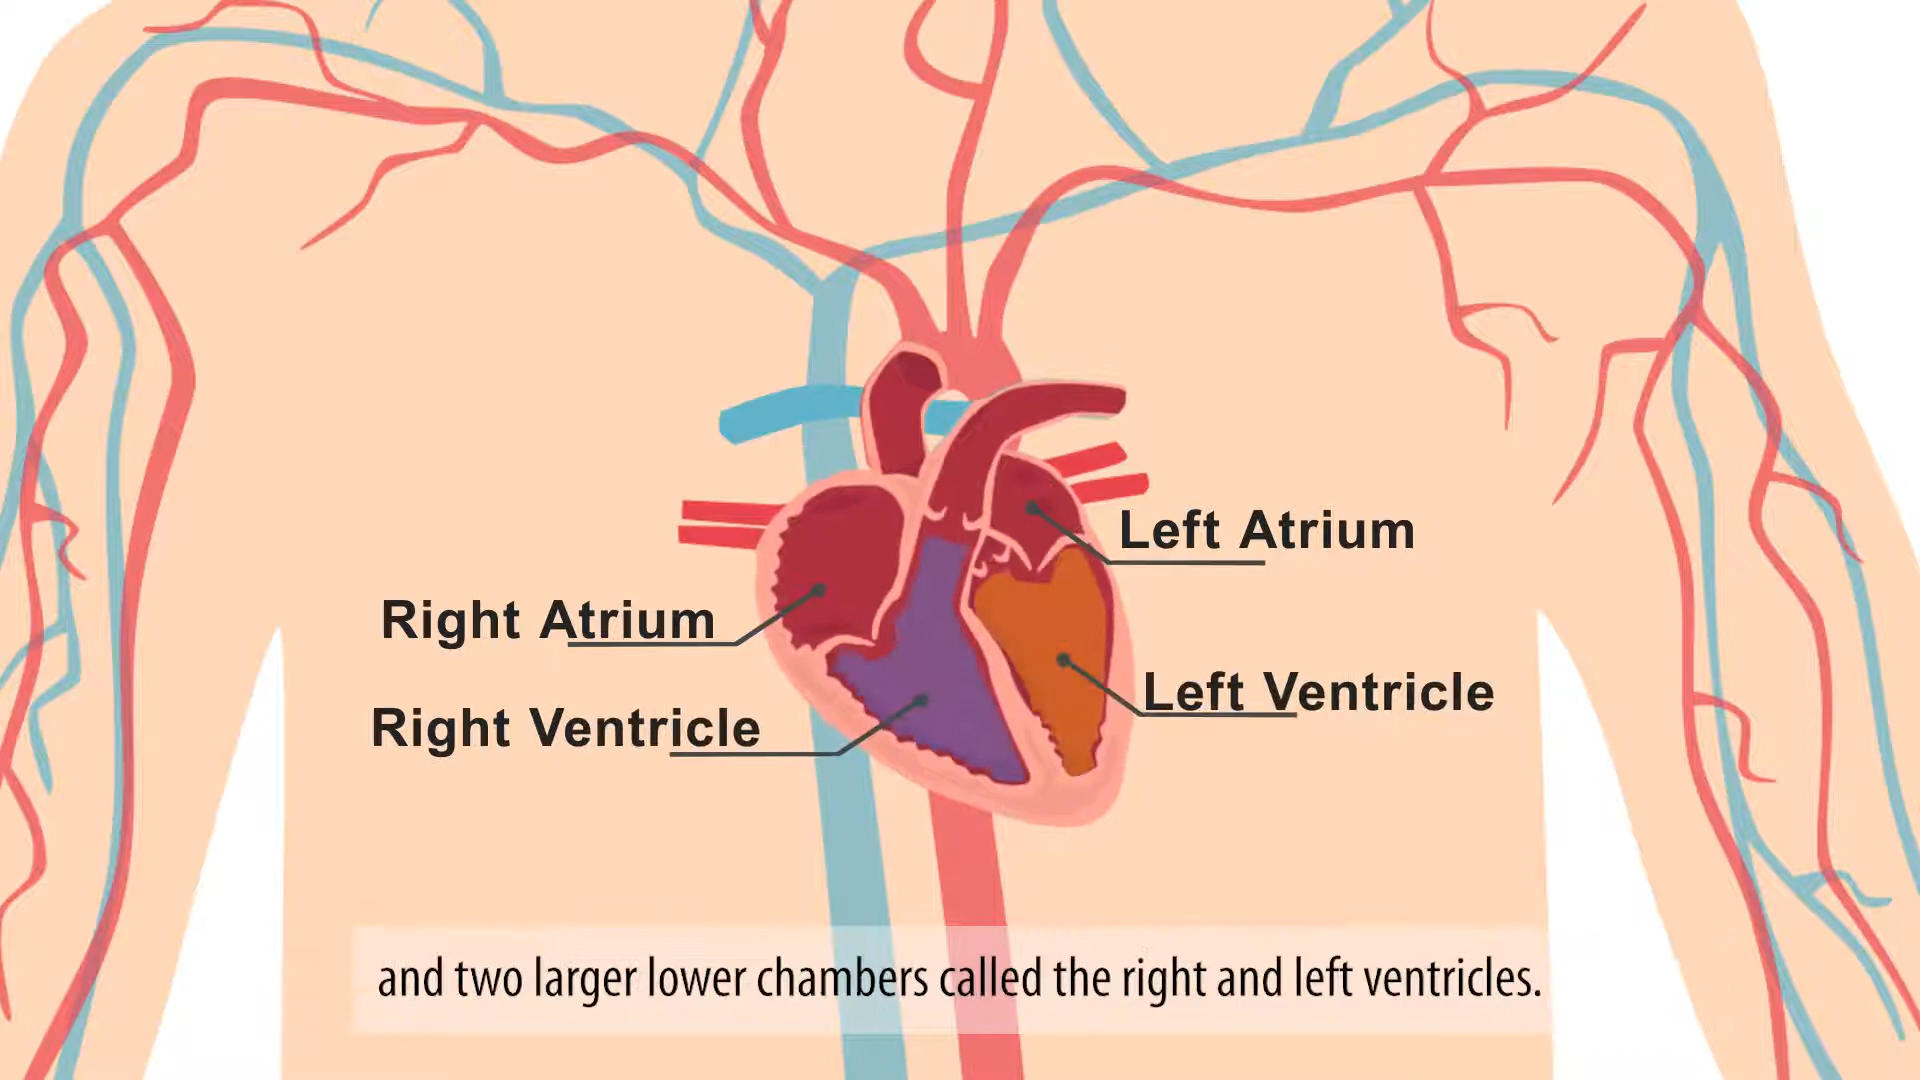 Left Atrium
Right Atrium
Left Ventricle
Right Ventricle
and two larger lower chambers called the right and left ventricles.